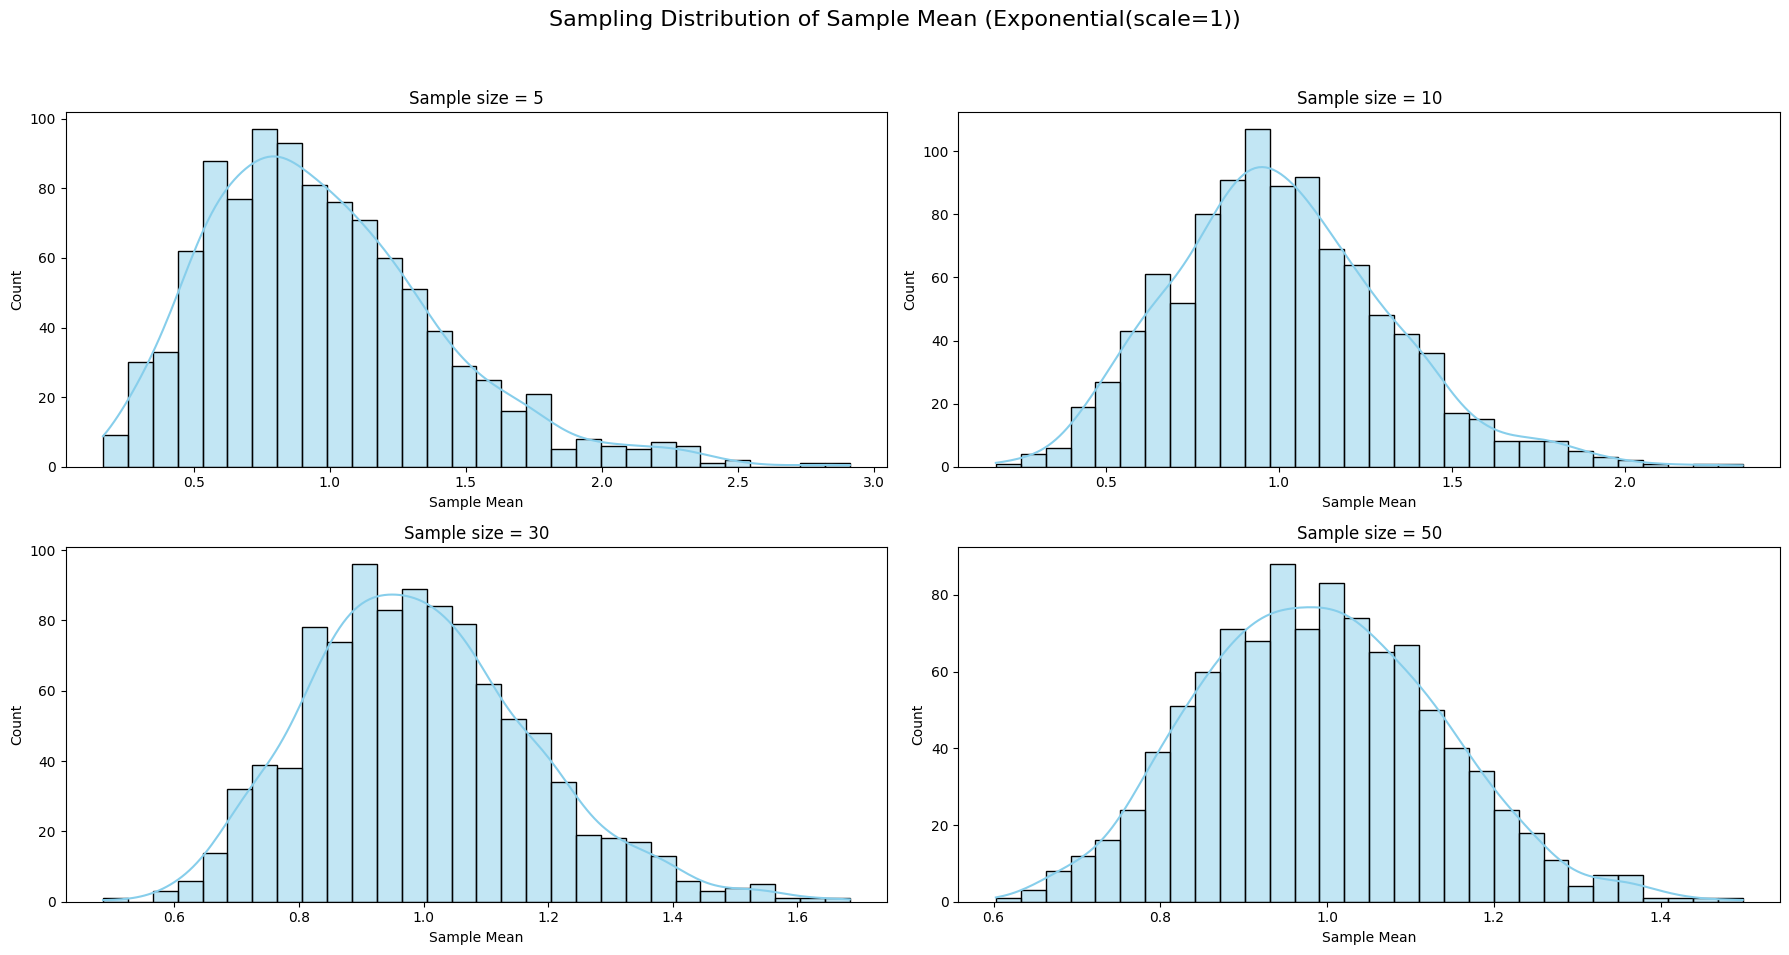 Sampling Distribution of Sample Mean (Exponential(scale=1))
Sample size = 5
100
80
60
40
20
0
Count
0.5 1.0 1.5 2.0 2.5 3.0
Sample Mean
Sample size = 10
100
80
60
40
20
0
Count
0.5 1.0 1.5 2.0
Sample Mean
Sample size = 30
100
80
60
40
20
0
Count
0.6 0.8 1.0 1.2 1.4 1.6
Sample Mean
Sample size = 50
80
60
40
20
0
Count
0.6 0.8 1.0 1.2 1.4
Sample Mean